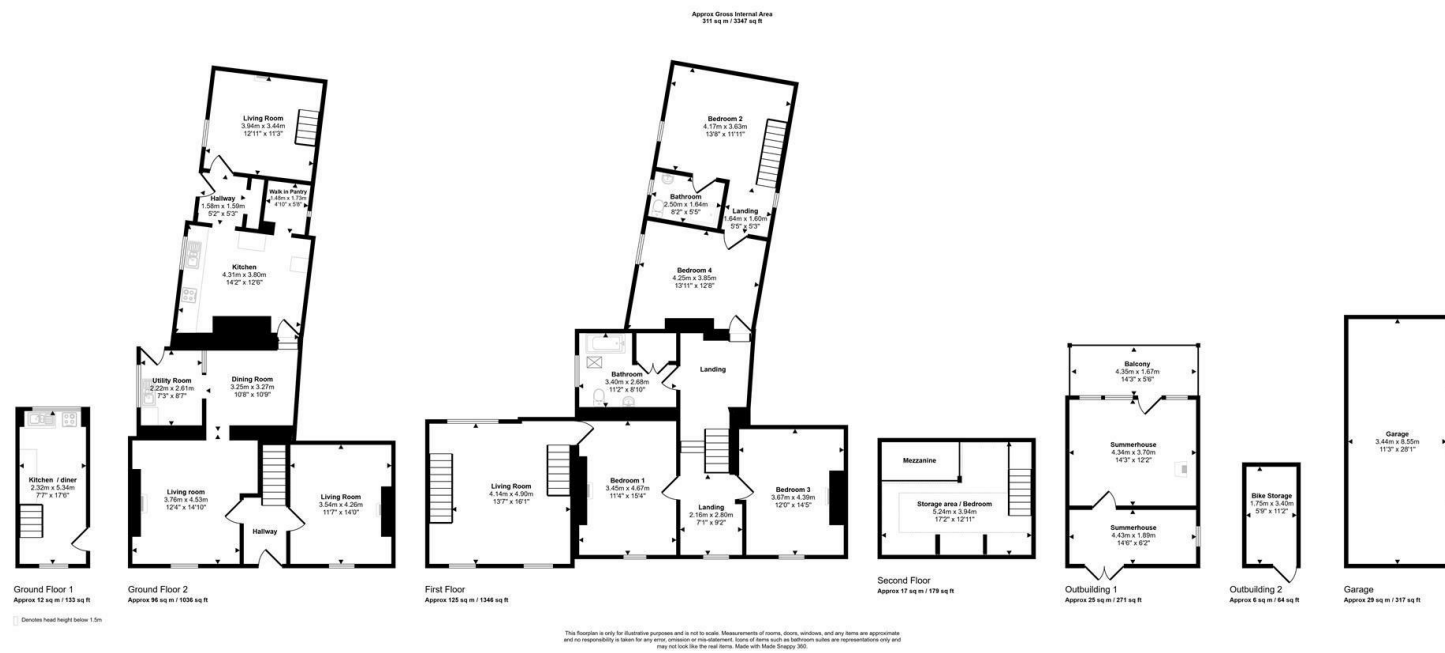 Approx Gross Internal Area
311 sq m / 3347 sq ft
Living Room
3.94m x 3.44m
12'11" x 11'3"
Hallway
1.58m x 1.59m
5'2" x 5'3"
Walk in Pantry
1.48m x 1.73m
4'10" x 5'8"
Kitchen
4.31m x 3.80m
14'2" x 12'6"
Utility Room
2.22m x 2.61m
7'3" x 8'7"
Dining Room
3.25m x 3.27m
10'8" x 10'9"
Kitchen / diner
2.32m x 5.34m
7'7" x 17'6"
Living room
3.76m x 4.53m
12'4" x 14'10"
Hallway
Living Room
3.54m x 4.26m
11'7" x 14'0"
Ground Floor 1
Approx 12 sq m / 133 sq ft
Denotes head height below 1.5m
Ground Floor 2
Approx 96 sq m / 1036 sq ft
Bedroom 2
4.17m x 3.63m
13'8" x 11'11"
Bathroom
2.50m x 1.64m
8'2" x 5'5"
Landing
1.64m x 1.60m
5'5" x 5'3"
Bedroom 4
4.25m x 3.85m
13'11" x 12'8"
Bathroom
3.40m x 2.68m
11'2" x 8'10"
Landing
Living Room
4.14m x 4.90m
13'7" x 16'1"
Bedroom 1
3.45m x 4.67m
11'4" x 15'4"
Landing
2.16m x 2.80m
7'1" x 9'2"
Bedroom 3
3.67m x 4.39m
12'0" x 14'5"
First Floor
Approx 125 sq m / 1346 sq ft
Mezzanine
Storage area / Bedroom
5.24m x 3.94m
17'2" x 12'11"
Second Floor
Approx 17 sq m / 179 sq ft
Balcony
4.35m x 1.67m
14'3" x 5'6"
Summerhouse
4.34m x 3.70m
14'3" x 12'2"
Summerhouse
4.43m x 1.89m
14'6" x 6'2"
Outbuilding 1
Approx 25 sq m / 271 sq ft
Bike Storage
1.75m x 3.40m
5'9" x 11'2"
Outbuilding 2
Approx 6 sq m / 64 sq ft
Garage
3.44m x 8.55m
11'3" x 28'1"
Garage
Approx 29 sq m / 317 sq ft
This floorplan is only for illustrative purposes and is not to scale. Measurements of rooms, doors, windows, and any items are approximate
and no responsibility is taken for any error, omission or mis-statement. Icons of items such as bathroom suites are representations only and
may not look like the real items. Made with Made Snappy 360.